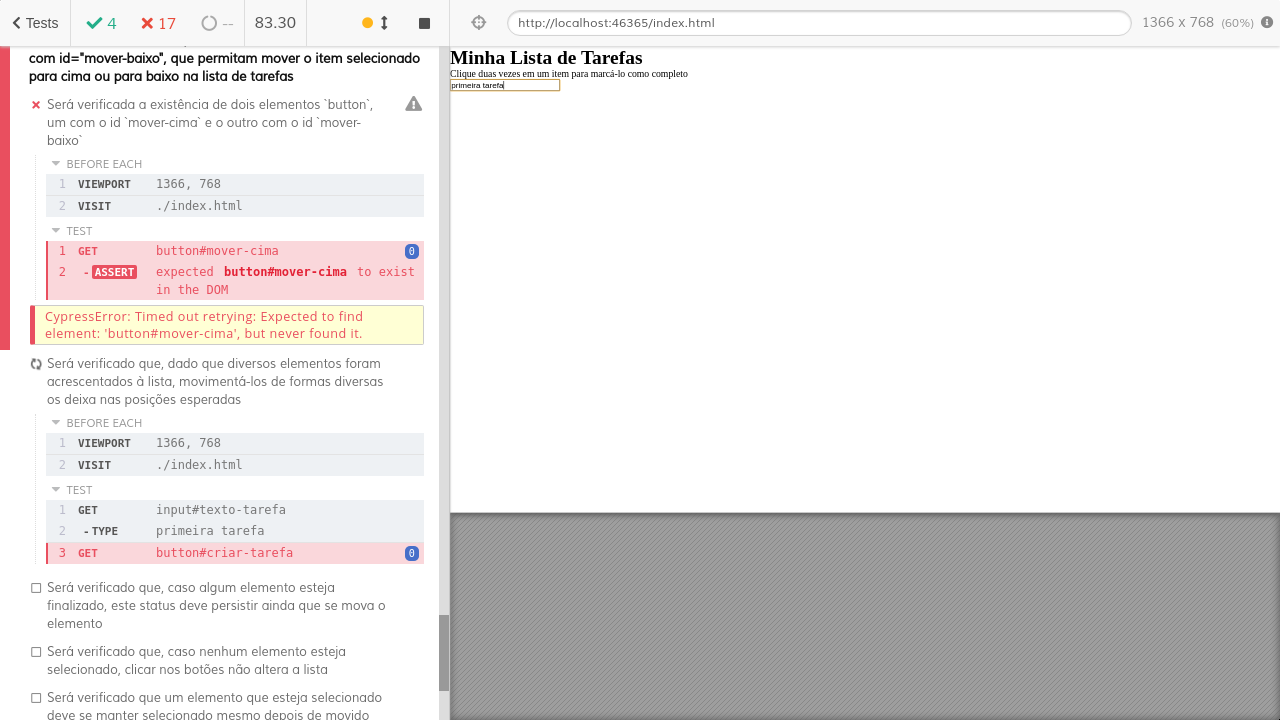 Tests
4
17
--
83.30
http://localhost:46365/index.html
1366 x 768 (60%)
com id="mover-baixo", que permitam mover o item selecionado
para cima ou para baixo na lista de tarefas
Será verificada a existência de dois elementos `button`,
um com o id `mover-cima` e o outro com o id `mover-
baixo`
BEFORE EACH
1 VIEWPORT 1366, 768
2 VISIT ./index.html
TEST
1 GET button#mover-cima 0
2 -ASSERT expected button#mover-cima to exist
in the DOM
CypressError: Timed out retrying: Expected to find
element: 'button#mover-cima', but never found it.
Será verificado que, dado que diversos elementos foram
acrescentados à lista, movimentá-los de formas diversas
os deixa nas posições esperadas
BEFORE EACH
1 VIEWPORT 1366, 768
2 VISIT ./index.html
TEST
1 GET input#texto-tarefa
2 -TYPE primeira tarefa
3 GET button#criar-tarefa 0
Será verificado que, caso algum elemento esteja
finalizado, este status deve persistir ainda que se mova o
elemento
Será verificado que, caso nenhum elemento esteja
selecionado, clicar nos botões não altera a lista
Será verificado que um elemento que esteja selecionado
deve se manter selecionado mesmo depois de movido
Minha Lista de Tarefas
Clique duas vezes em um item para marcá-lo como completo
primeira tarefa